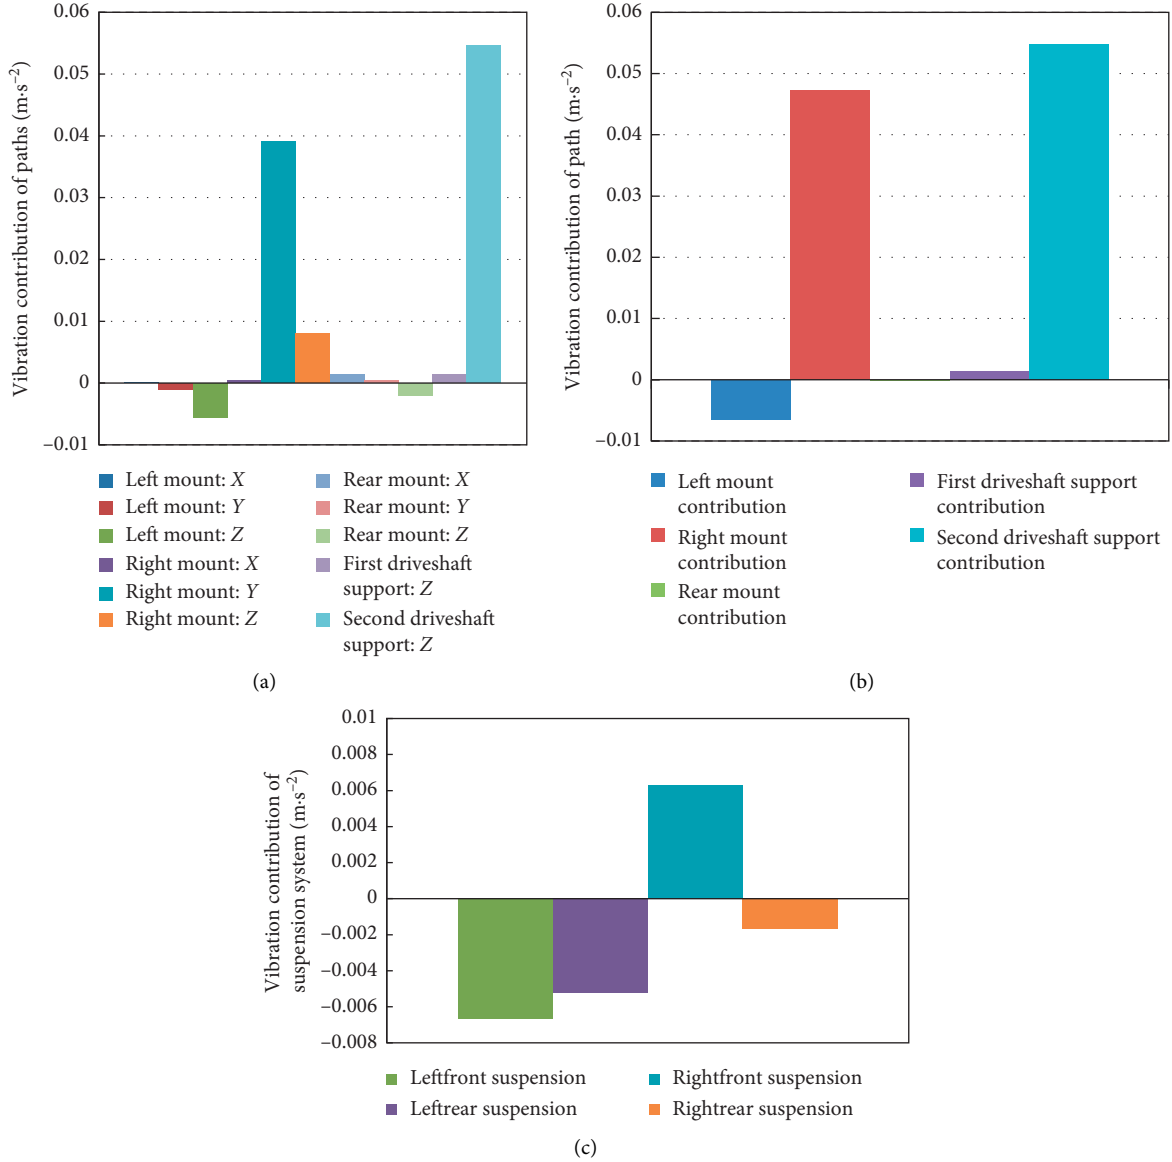 0.06
0.05
0.04
0.03
0.02
0.01
0
–0.01
Vibration contribution of paths (m·s⁻²)
Left mount: X
Left mount: Y
Left mount: Z
Right mount: X
Right mount: Y
Right mount: Z
Rear mount: X
Rear mount: Y
Rear mount: Z
First driveshaft
support: Z
Second driveshaft
support: Z
(a)
0.06
0.05
0.04
0.03
0.02
0.01
0
–0.01
Vibration contribution of path (m·s⁻²)
Left mount
contribution
Right mount
contribution
Rear mount
contribution
First driveshaft support
contribution
Second driveshaft support
contribution
(b)
0.01
0.008
0.006
0.004
0.002
0
–0.002
–0.004
–0.006
–0.008
Vibration contribution of
suspension system (m·s⁻²)
Leftfront suspension
Leftrear suspension
Rightfront suspension
Rightrear suspension
(c)